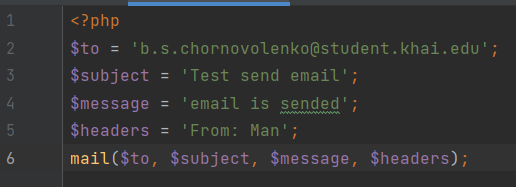 1 <?php
2 $to = 'b.s.chornovolenko@student.khai.edu';
3 $subject = 'Test send email';
4 $message = 'email is sended';
5 $headers = 'From: Man';
6 mail($to, $subject, $message, $headers);